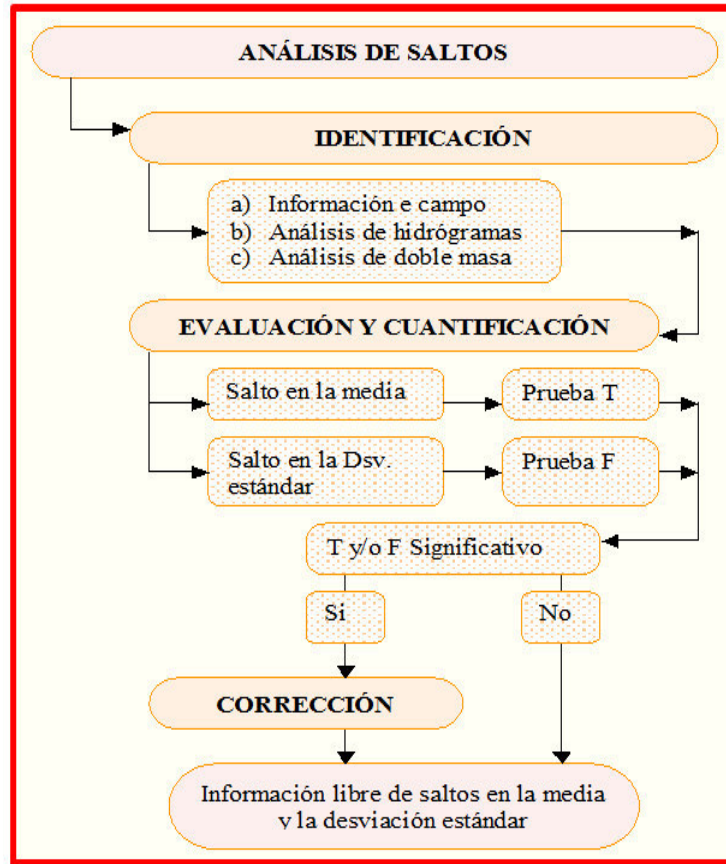 ANÁLISIS DE SALTOS
IDENTIFICACIÓN
a) Información e campo
b) Análisis de hidrógramas
c) Análisis de doble masa
EVALUACIÓN Y CUANTIFICACIÓN
Salto en la media
Prueba T
Salto en la Dsv.
estándar
Prueba F
T y/o F Significativo
Si
No
CORRECCIÓN
Información libre de saltos en la media
y la desviación estándar